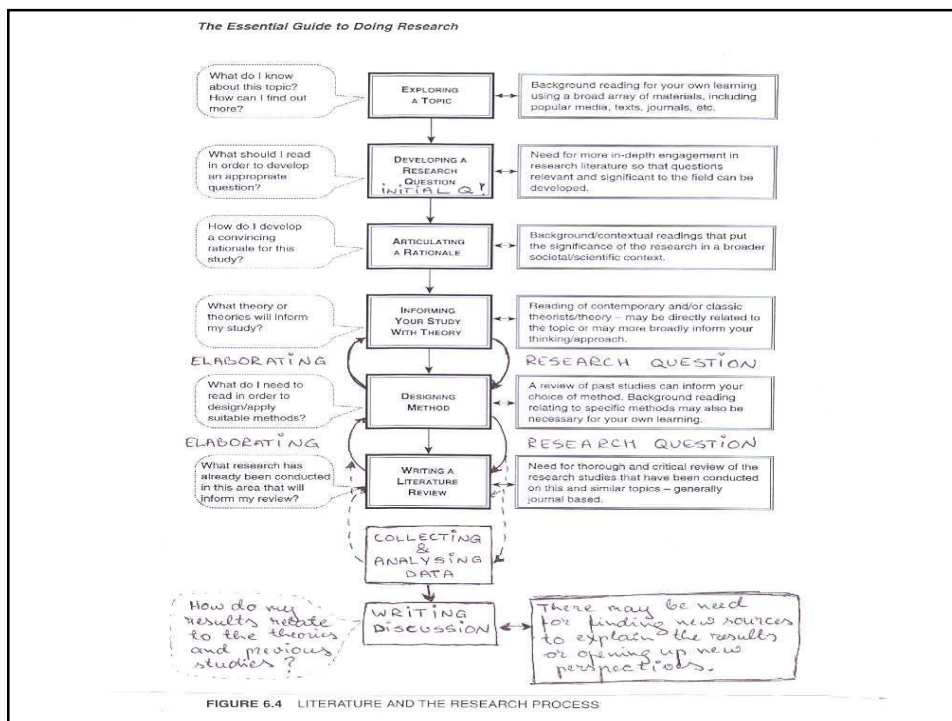 The Essential Guide to Doing Research
What do I know
about this topic?
How can I find out
more?
EXPLORING
A TOPIC
Background reading for your own learning
using a broad array of materials, including
popular media, texts, journals, etc.
What should I read
in order to develop
an appropriate
question?
DEVELOPING A
RESEARCH
QUESTION
INITIAL Q!
Need for more in-depth engagement in
research literature so that questions
relevant and significant to the field can be
developed.
How do I develop
a convincing
rationale for this
study?
ARTICULATING
A RATIONALE
Background/contextual readings that put
the significance of the research in a broader
societal/scientific context.
What theory or
theories will inform
my study?
INFORMING
YOUR STUDY
WITH THEORY
Reading of contemporary and/or classic
theorists/theory – may be directly related to
the topic or may more broadly inform your
thinking/approach.
ELABORATING
RESEARCH QUESTION
What do I need to
read in order to
design/apply
suitable methods?
DESIGNING
METHOD
A review of past studies can inform your
choice of method. Background reading
relating to specific methods may also be
necessary for your own learning.
ELABORATING
RESEARCH QUESTION
What research has
already been conducted
in this area that will
inform my review?
WRITING A
LITERATURE
REVIEW
Need for thorough and critical review of the
research studies that have been conducted
on this and similar topics – generally
journal based.
COLLECTING
&
ANALYSING
DATA
How do my
results relate
to the theories
and previous
studies?
WRITING
DISCUSSION
There may be need
for finding new sources
to explain the results
or opening up new
perspections.
FIGURE 6.4 LITERATURE AND THE RESEARCH PROCESS